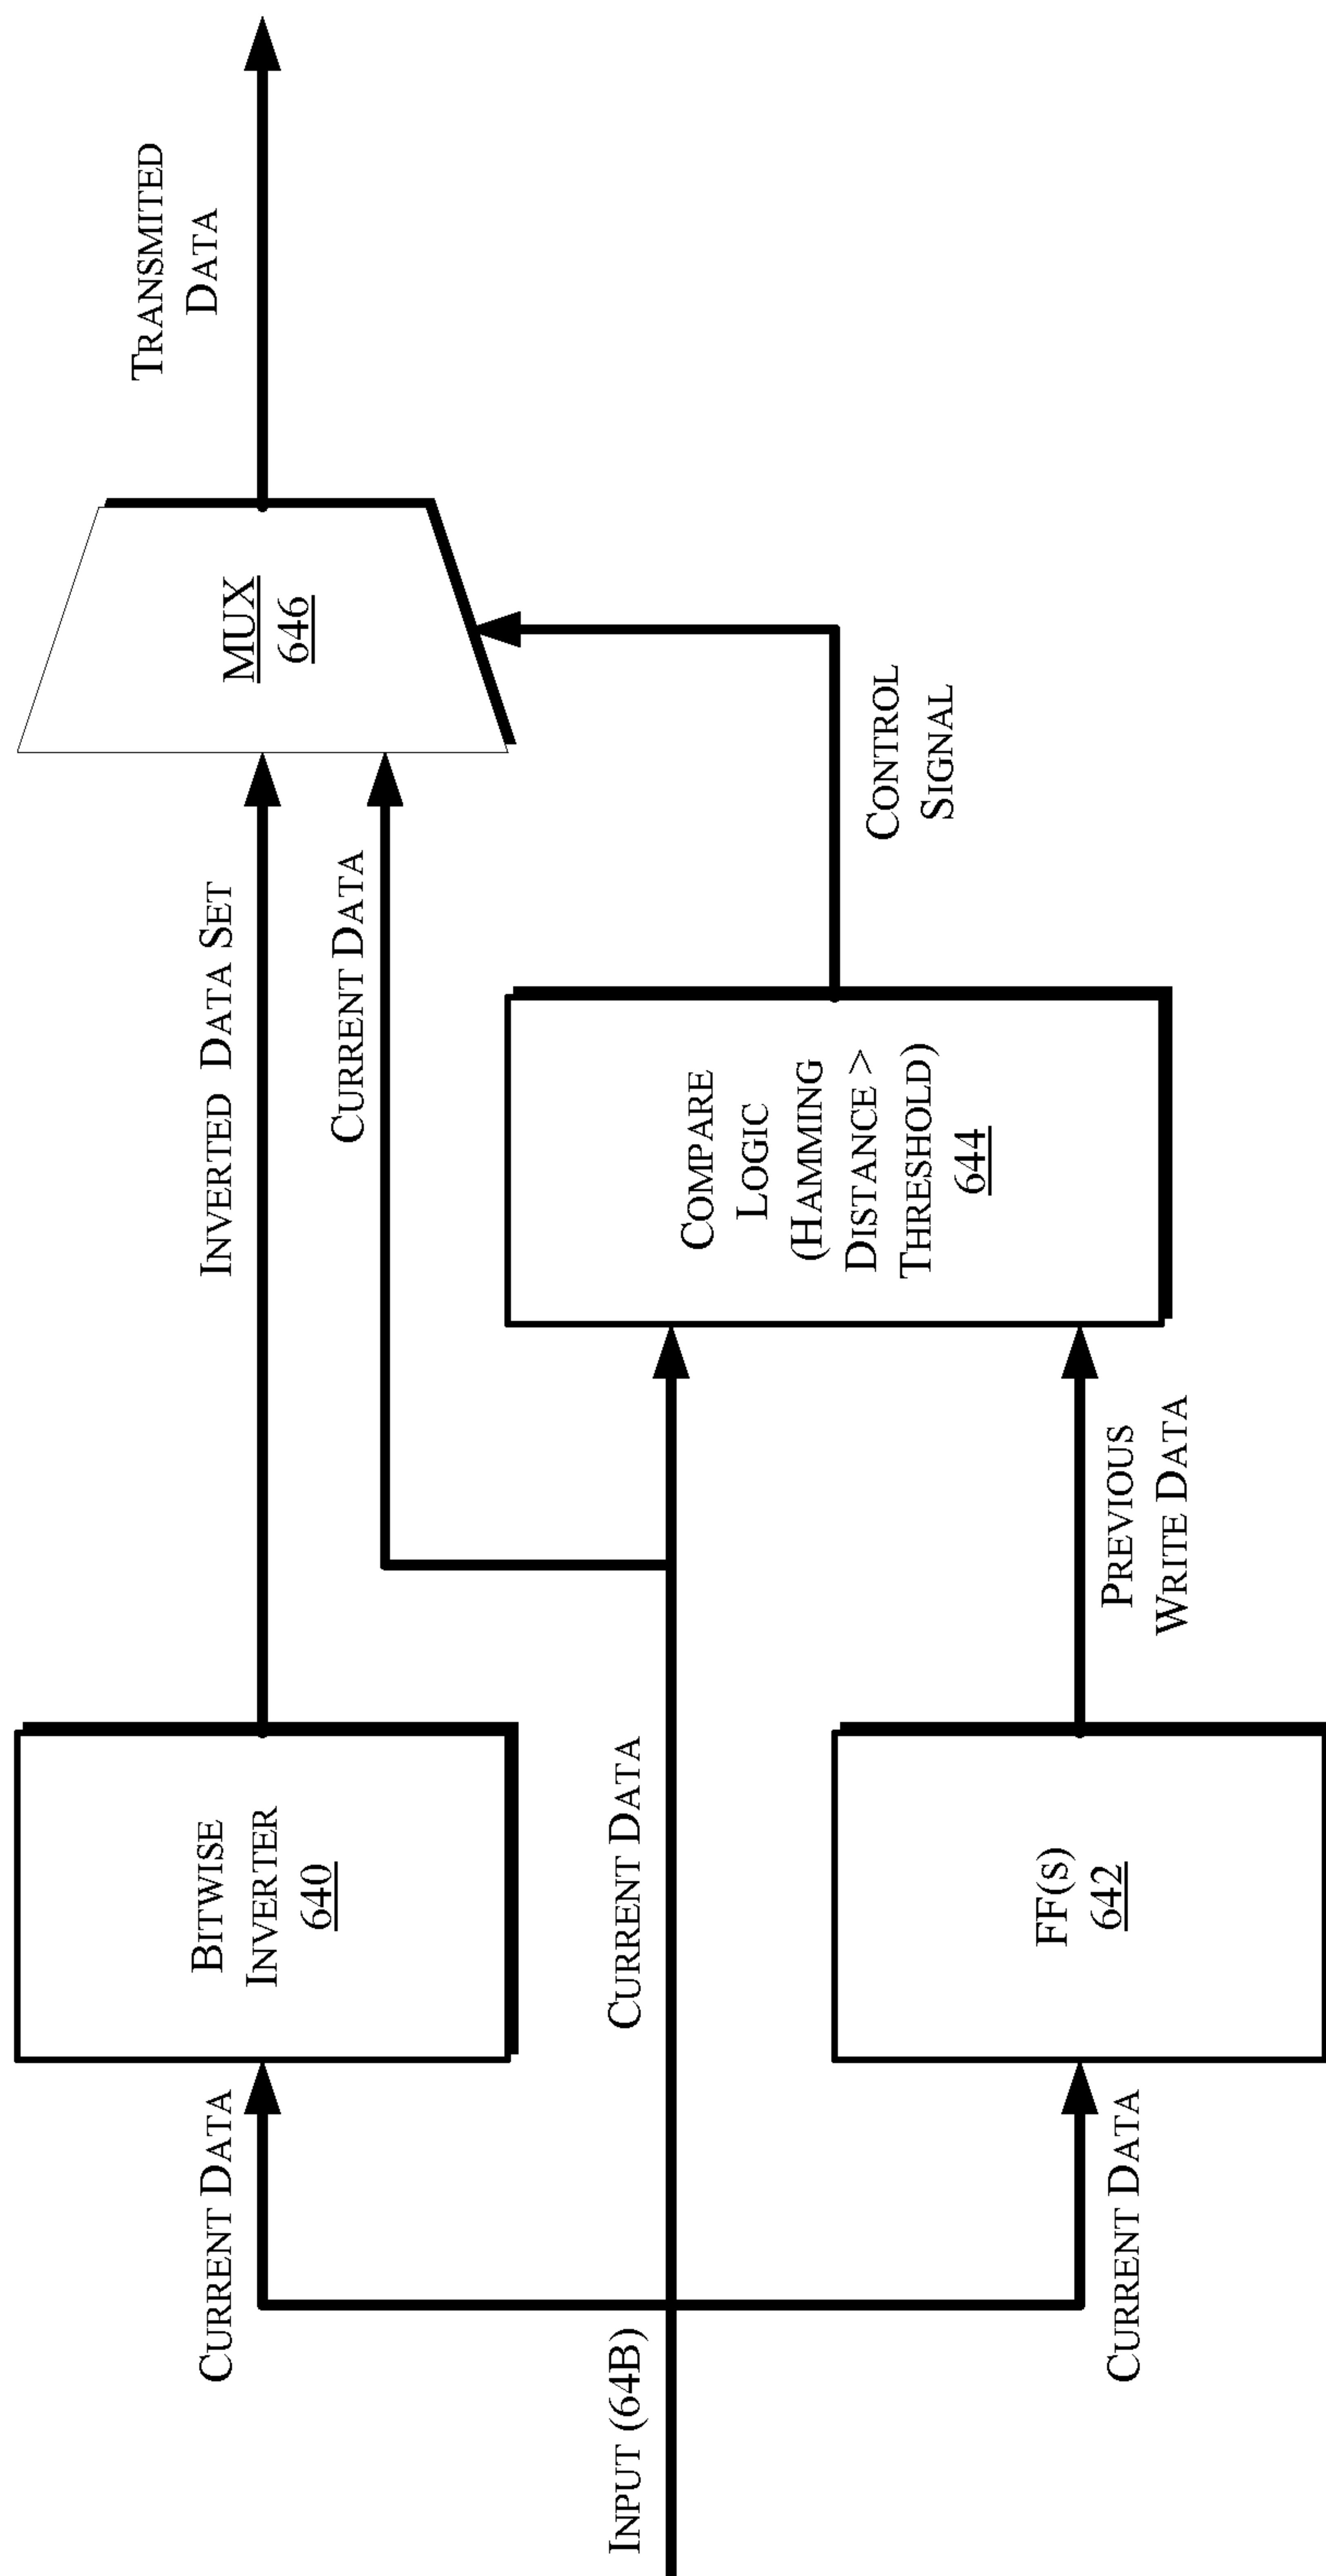 INPUT (64B)
CURRENT DATA
BITWISE
INVERTER
640
CURRENT DATA
CURRENT DATA
FF(S)
642
INVERTED DATA SET
CURRENT DATA
PREVIOUS
WRITE DATA
COMPARE
LOGIC
(HAMMING
DISTANCE >
THRESHOLD)
644
CONTROL
SIGNAL
MUX
646
TRANSMITED
DATA